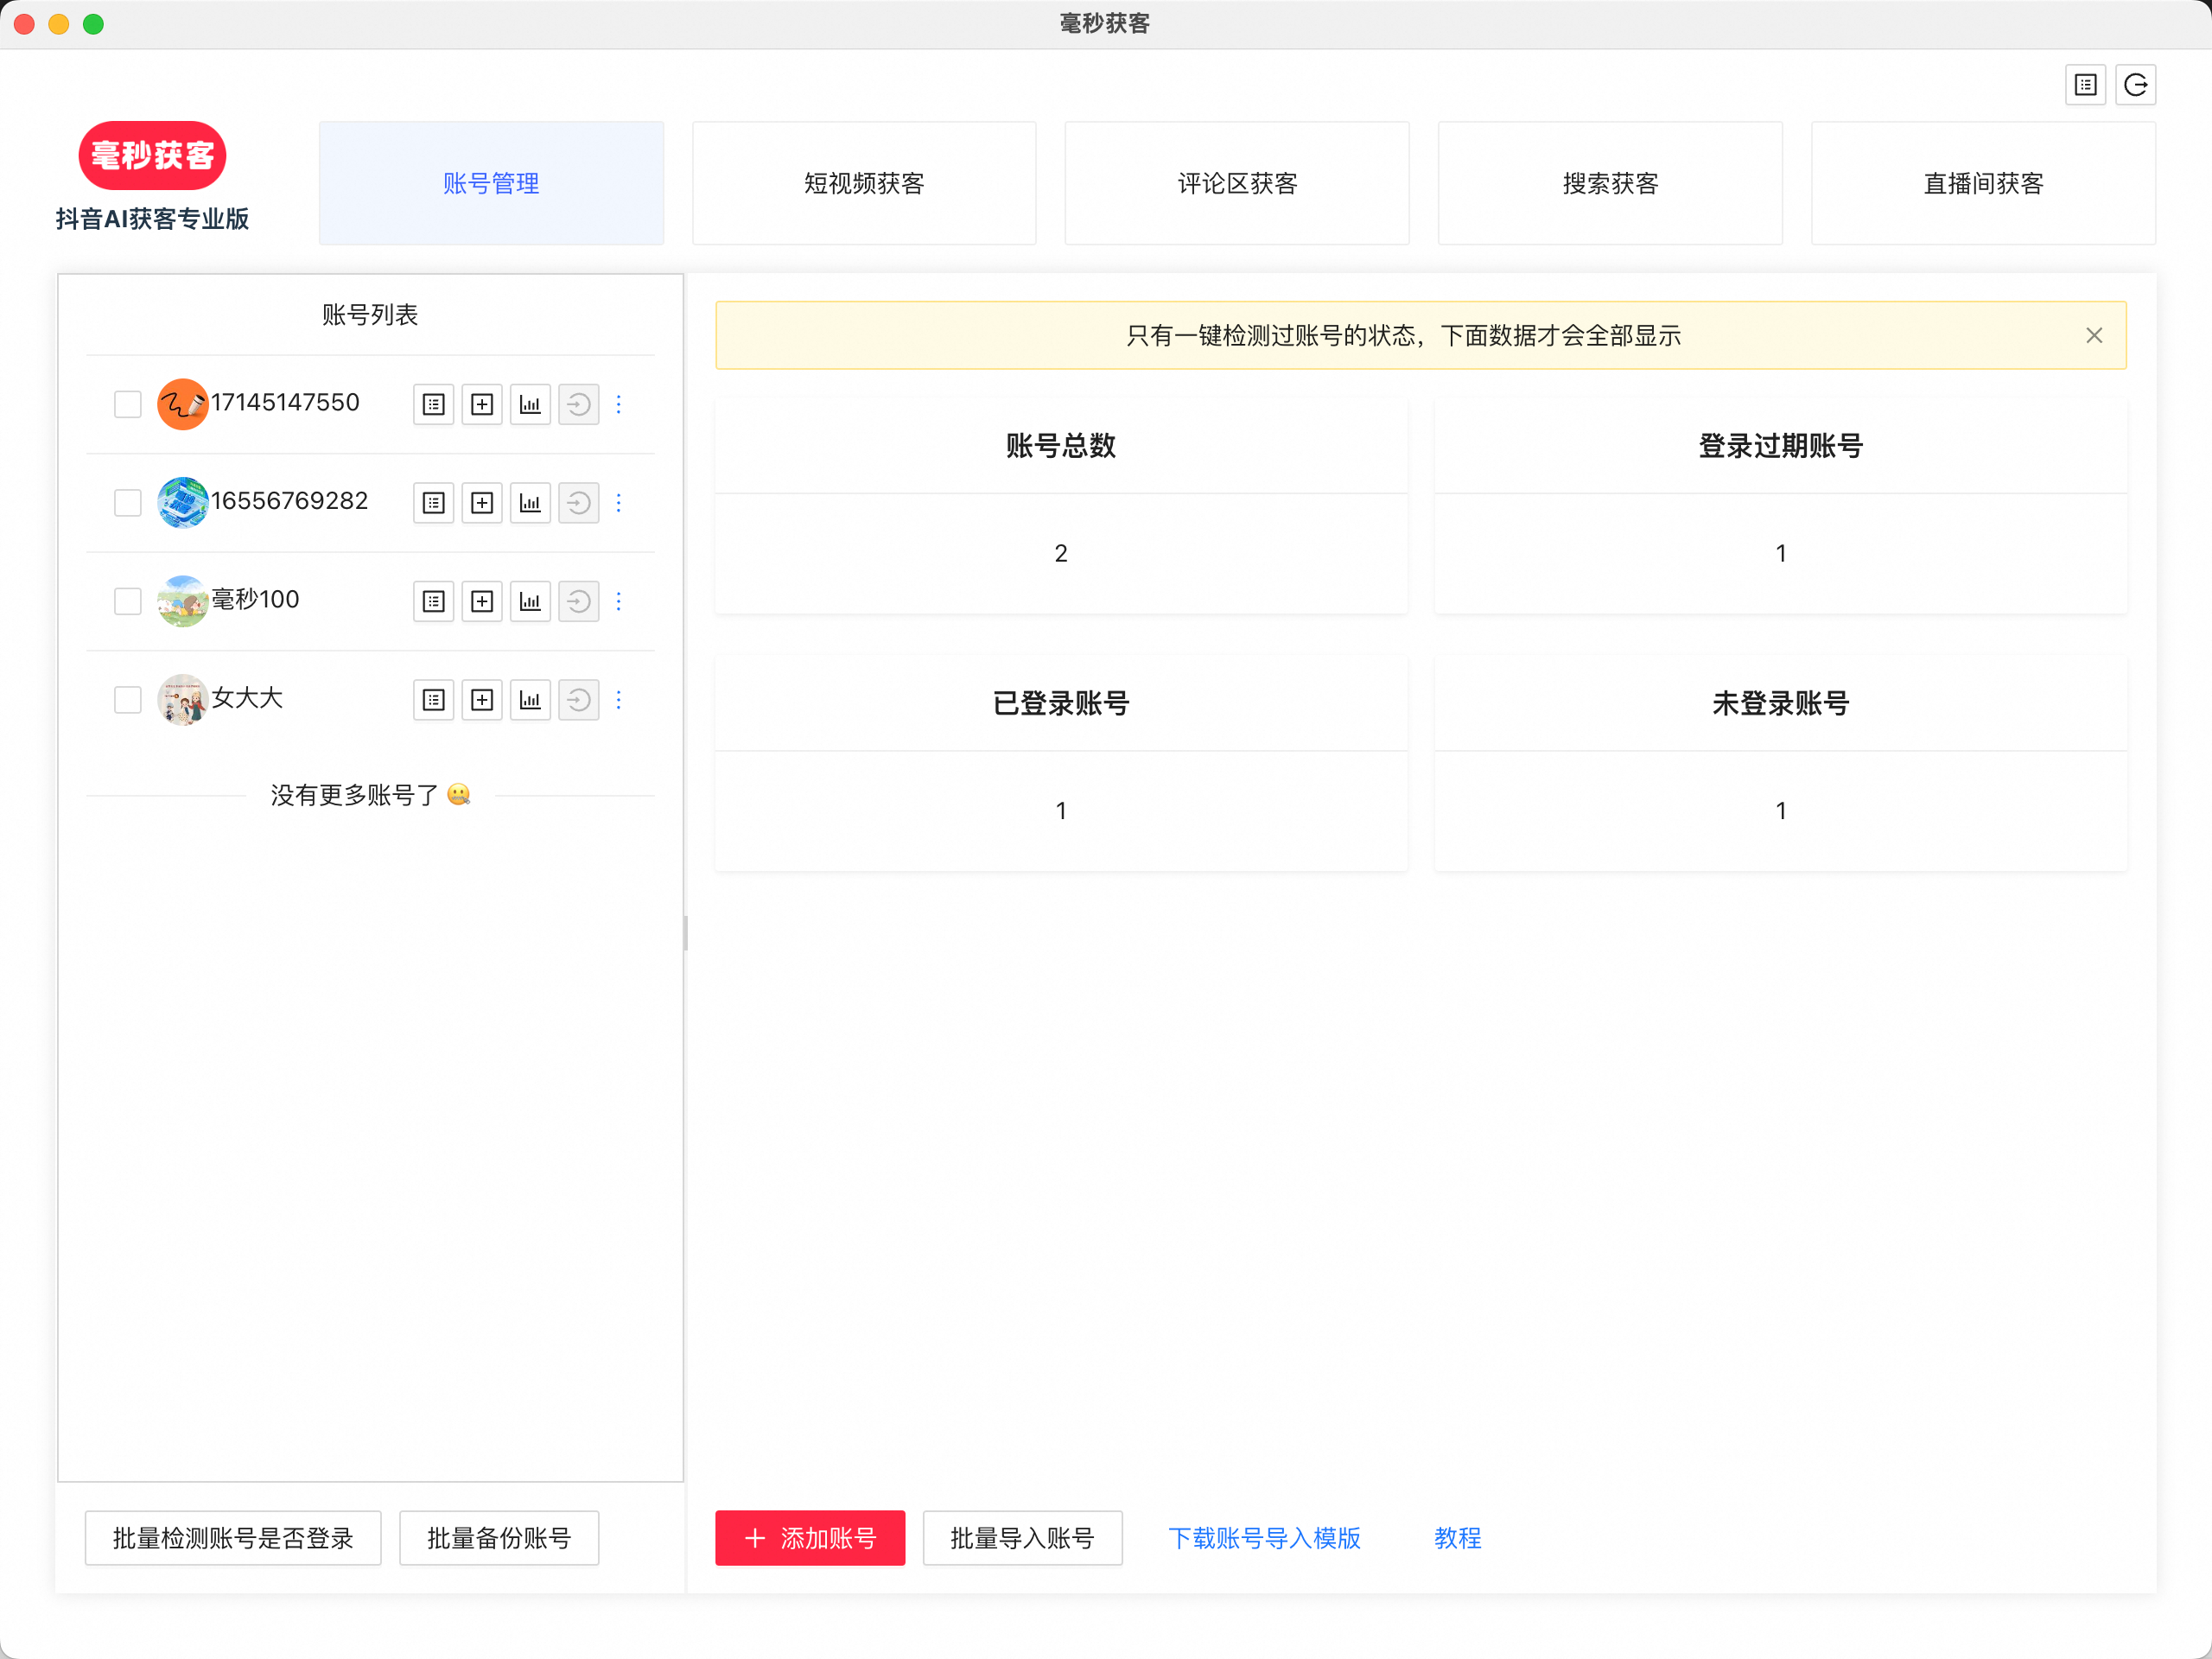 毫秒获客
毫秒获客
抖音AI获客专业版
账号管理
短视频获客
评论区获客
搜索获客
直播间获客
账号列表
17145147550
16556769282
毫秒100
女大大
没有更多账号了
批量检测账号是否登录
批量备份账号
只有一键检测过账号的状态，下面数据才会全部显示
账号总数
2
登录过期账号
1
已登录账号
1
未登录账号
1
添加账号
批量导入账号
下载账号导入模版
教程